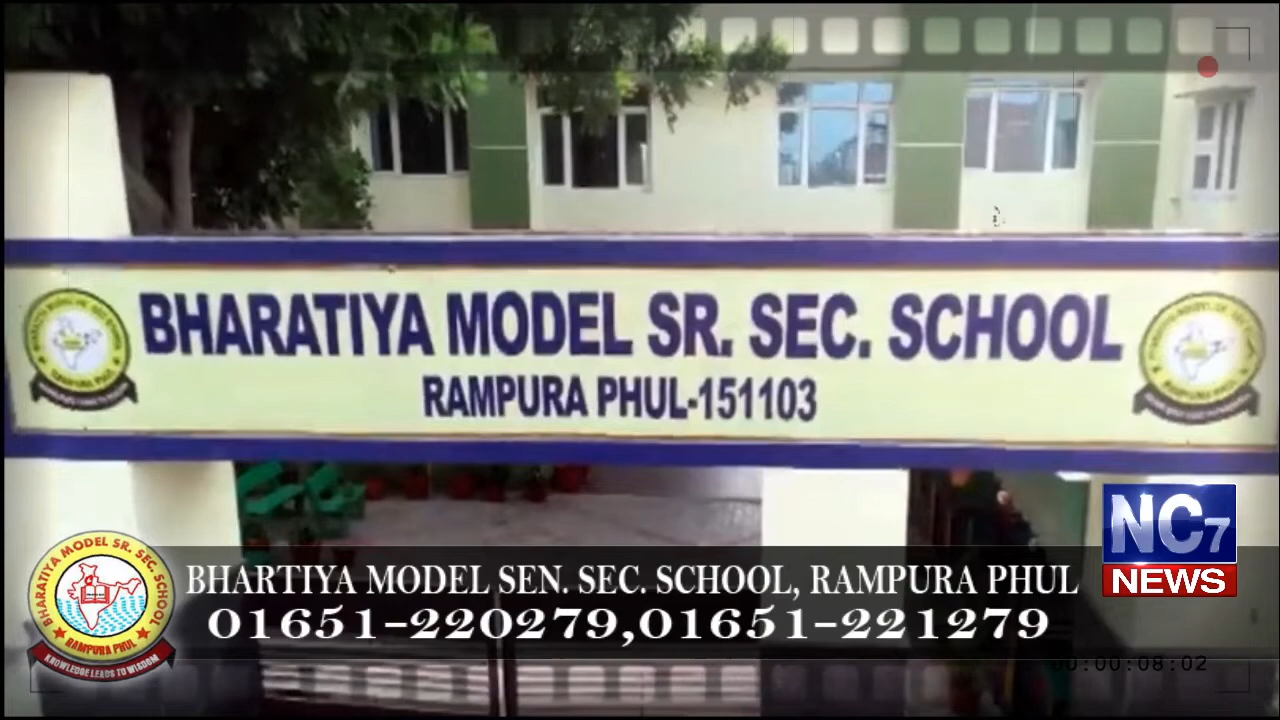 BHARATIYA MODEL SR. SEC. SCHOOL
RAMPURA PHUL-151103
NC7
NEWS
BHARATIYA MODEL SR. SEC. SCHOOL
RAMPURA PHUL
KNOWLEDGE LEADS TO WISDOM
BHARTIYA MODEL SEN. SEC. SCHOOL, RAMPURA PHUL
01651-220279,01651-221279
00:00:08:02